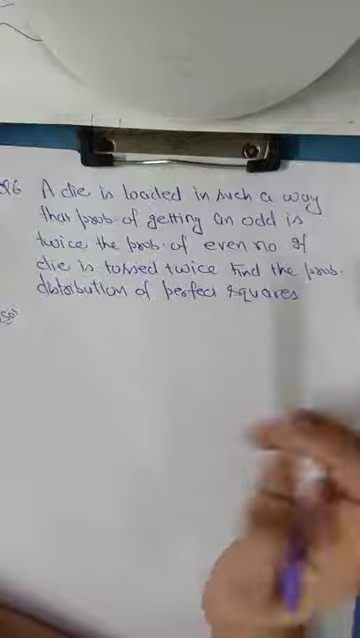 Q6 A die is loaded in such a way
that prob. of getting an odd is
twice the prob. of even no. If
die is tossed twice find the prob.
distribution of perfect squares
Sol